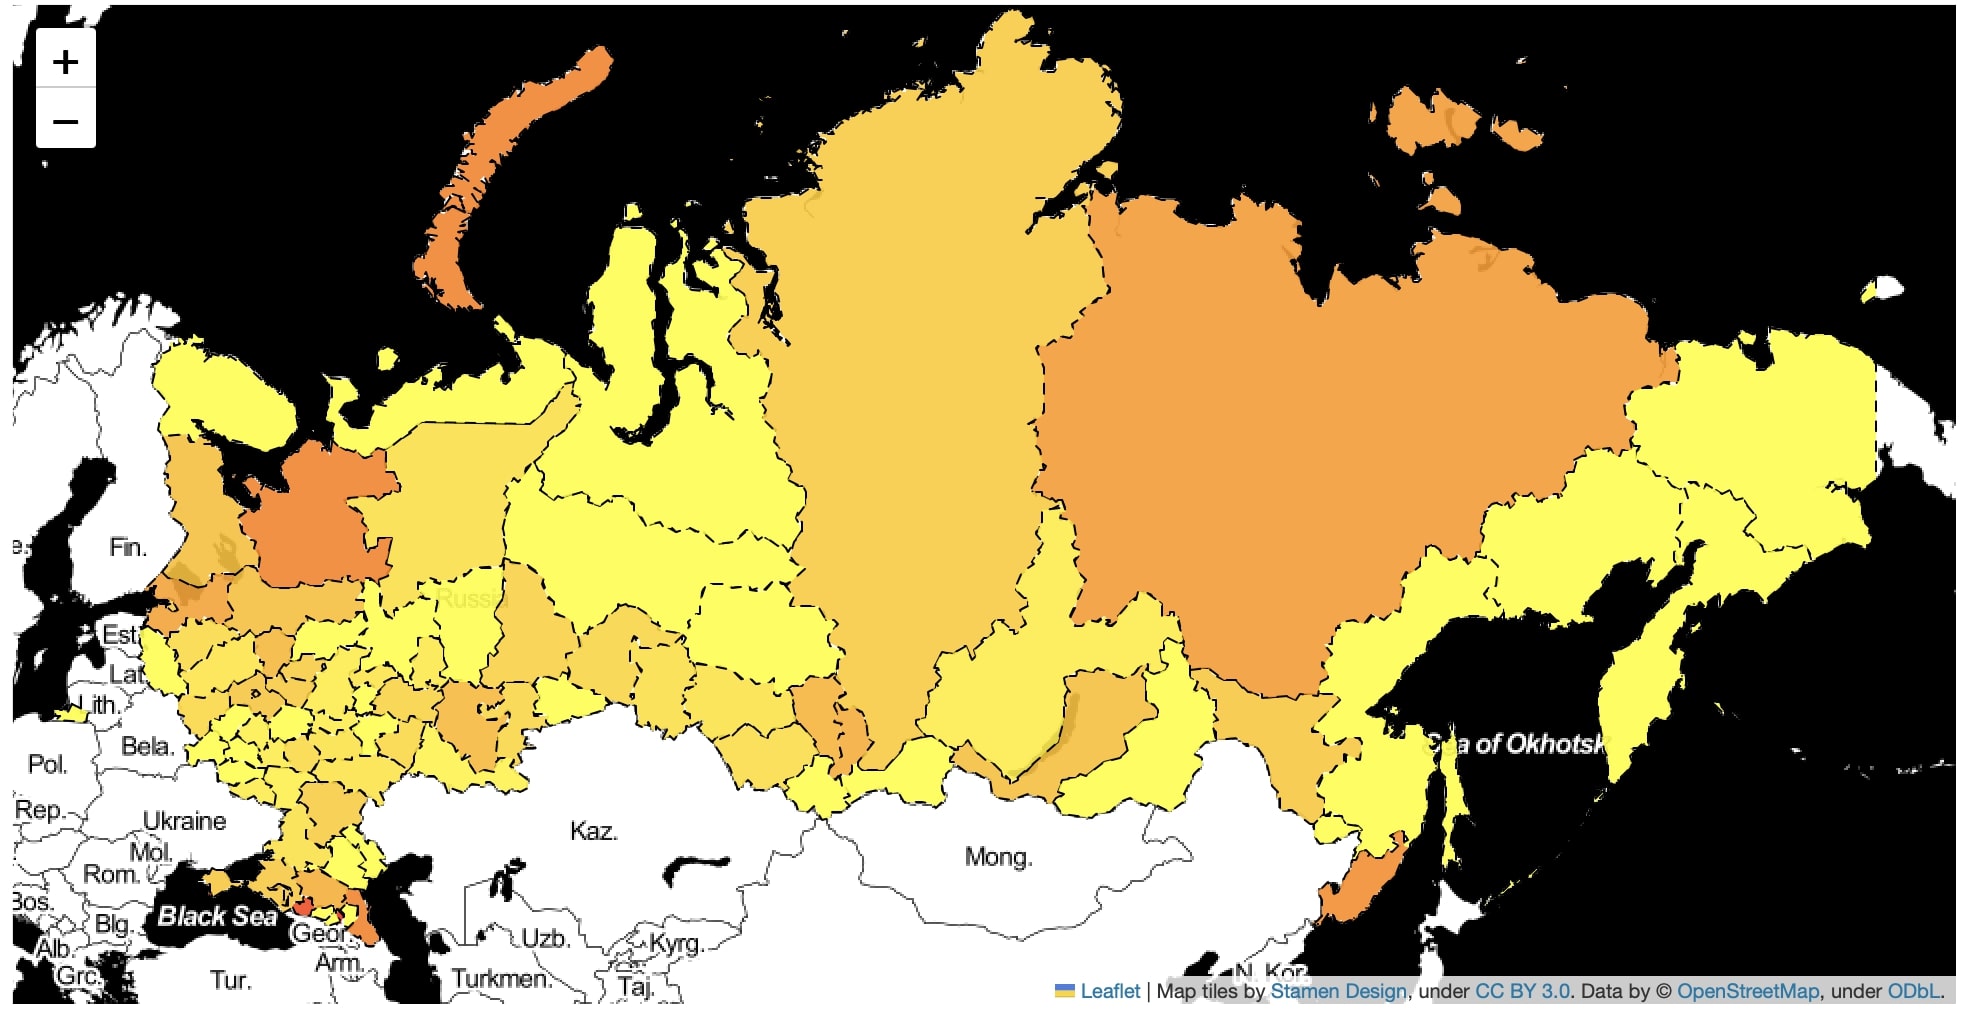 +
−
Fin.
Russia
Est
Lat
Lith.
Bela.
Pol.
Rep.
Ukraine
Kaz.
Mol.
Rom.
Mong.
Sea of Okhotsk
Bos.
Blg.
Black Sea
Geor.
Uzb.
Kyrg.
Alb.
Arm.
Grc.
Tur.
Turkmen.
Taj.
N. Kor.
Leaflet | Map tiles by Stamen Design, under CC BY 3.0. Data by © OpenStreetMap, under ODbL.